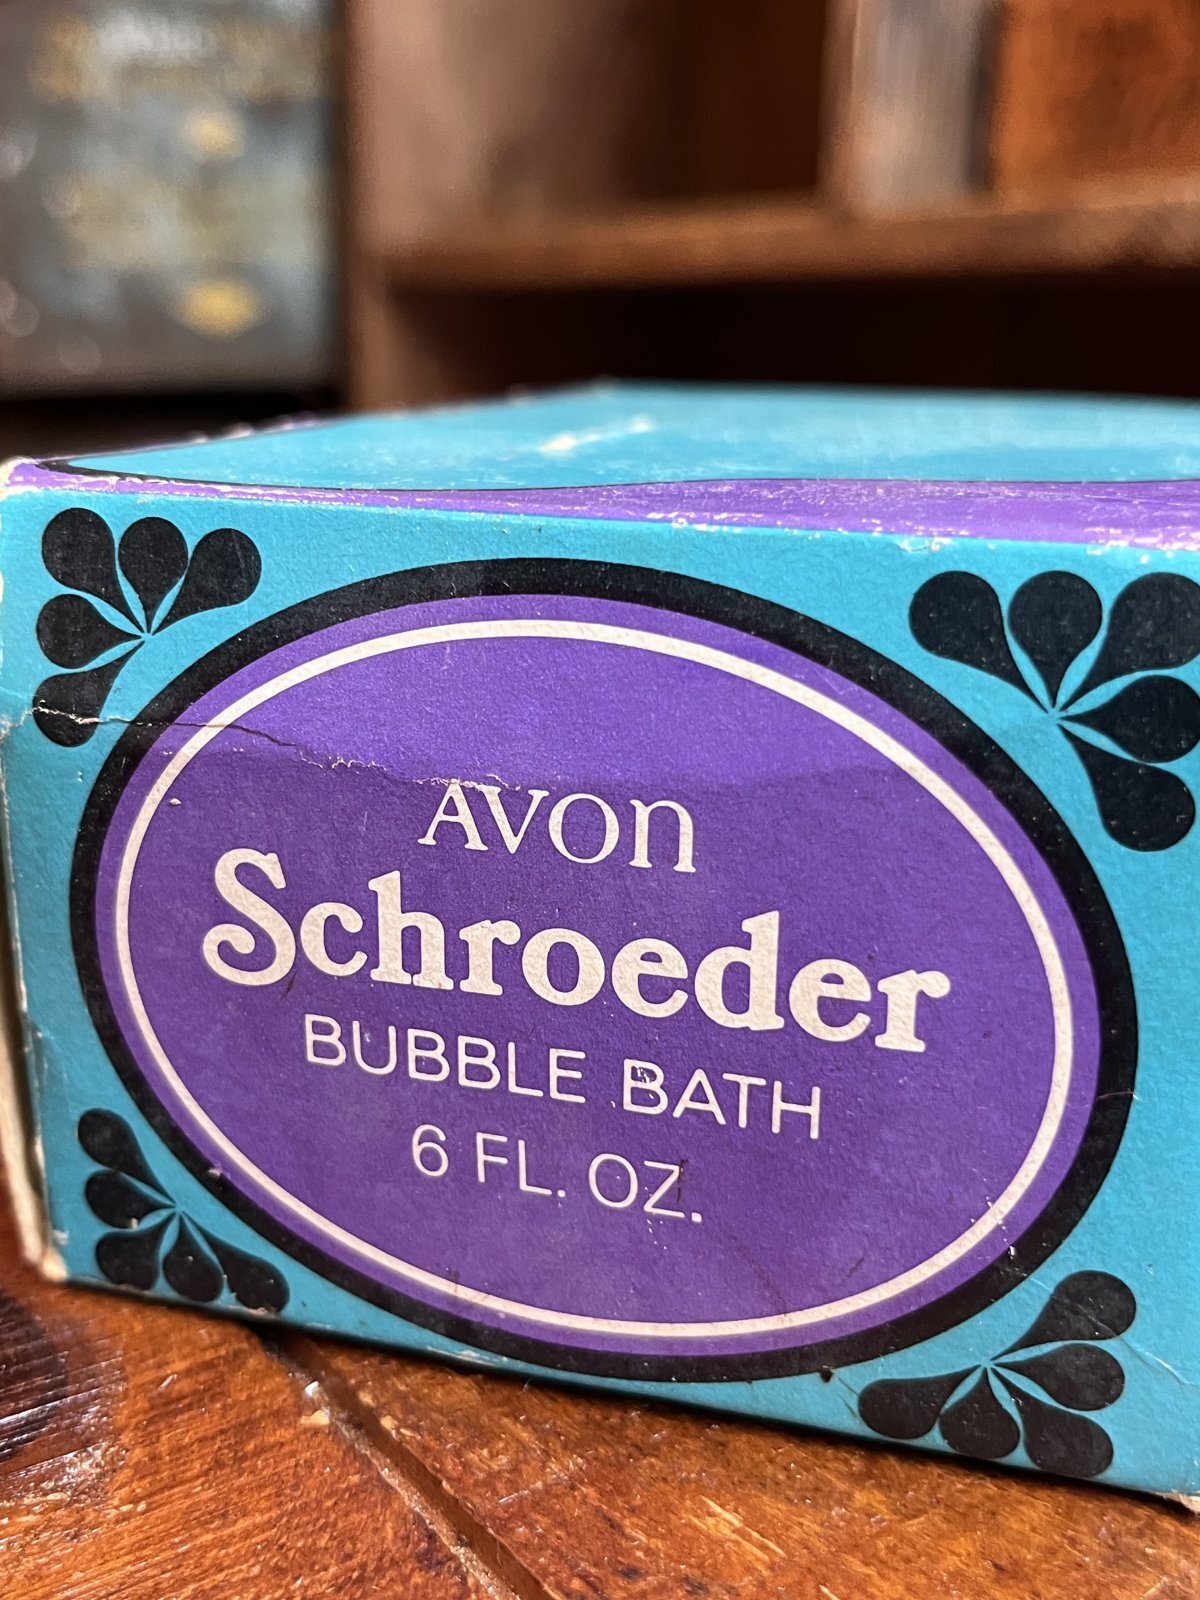 AVON
Schroeder
BUBBLE BATH
6 FL. OZ.